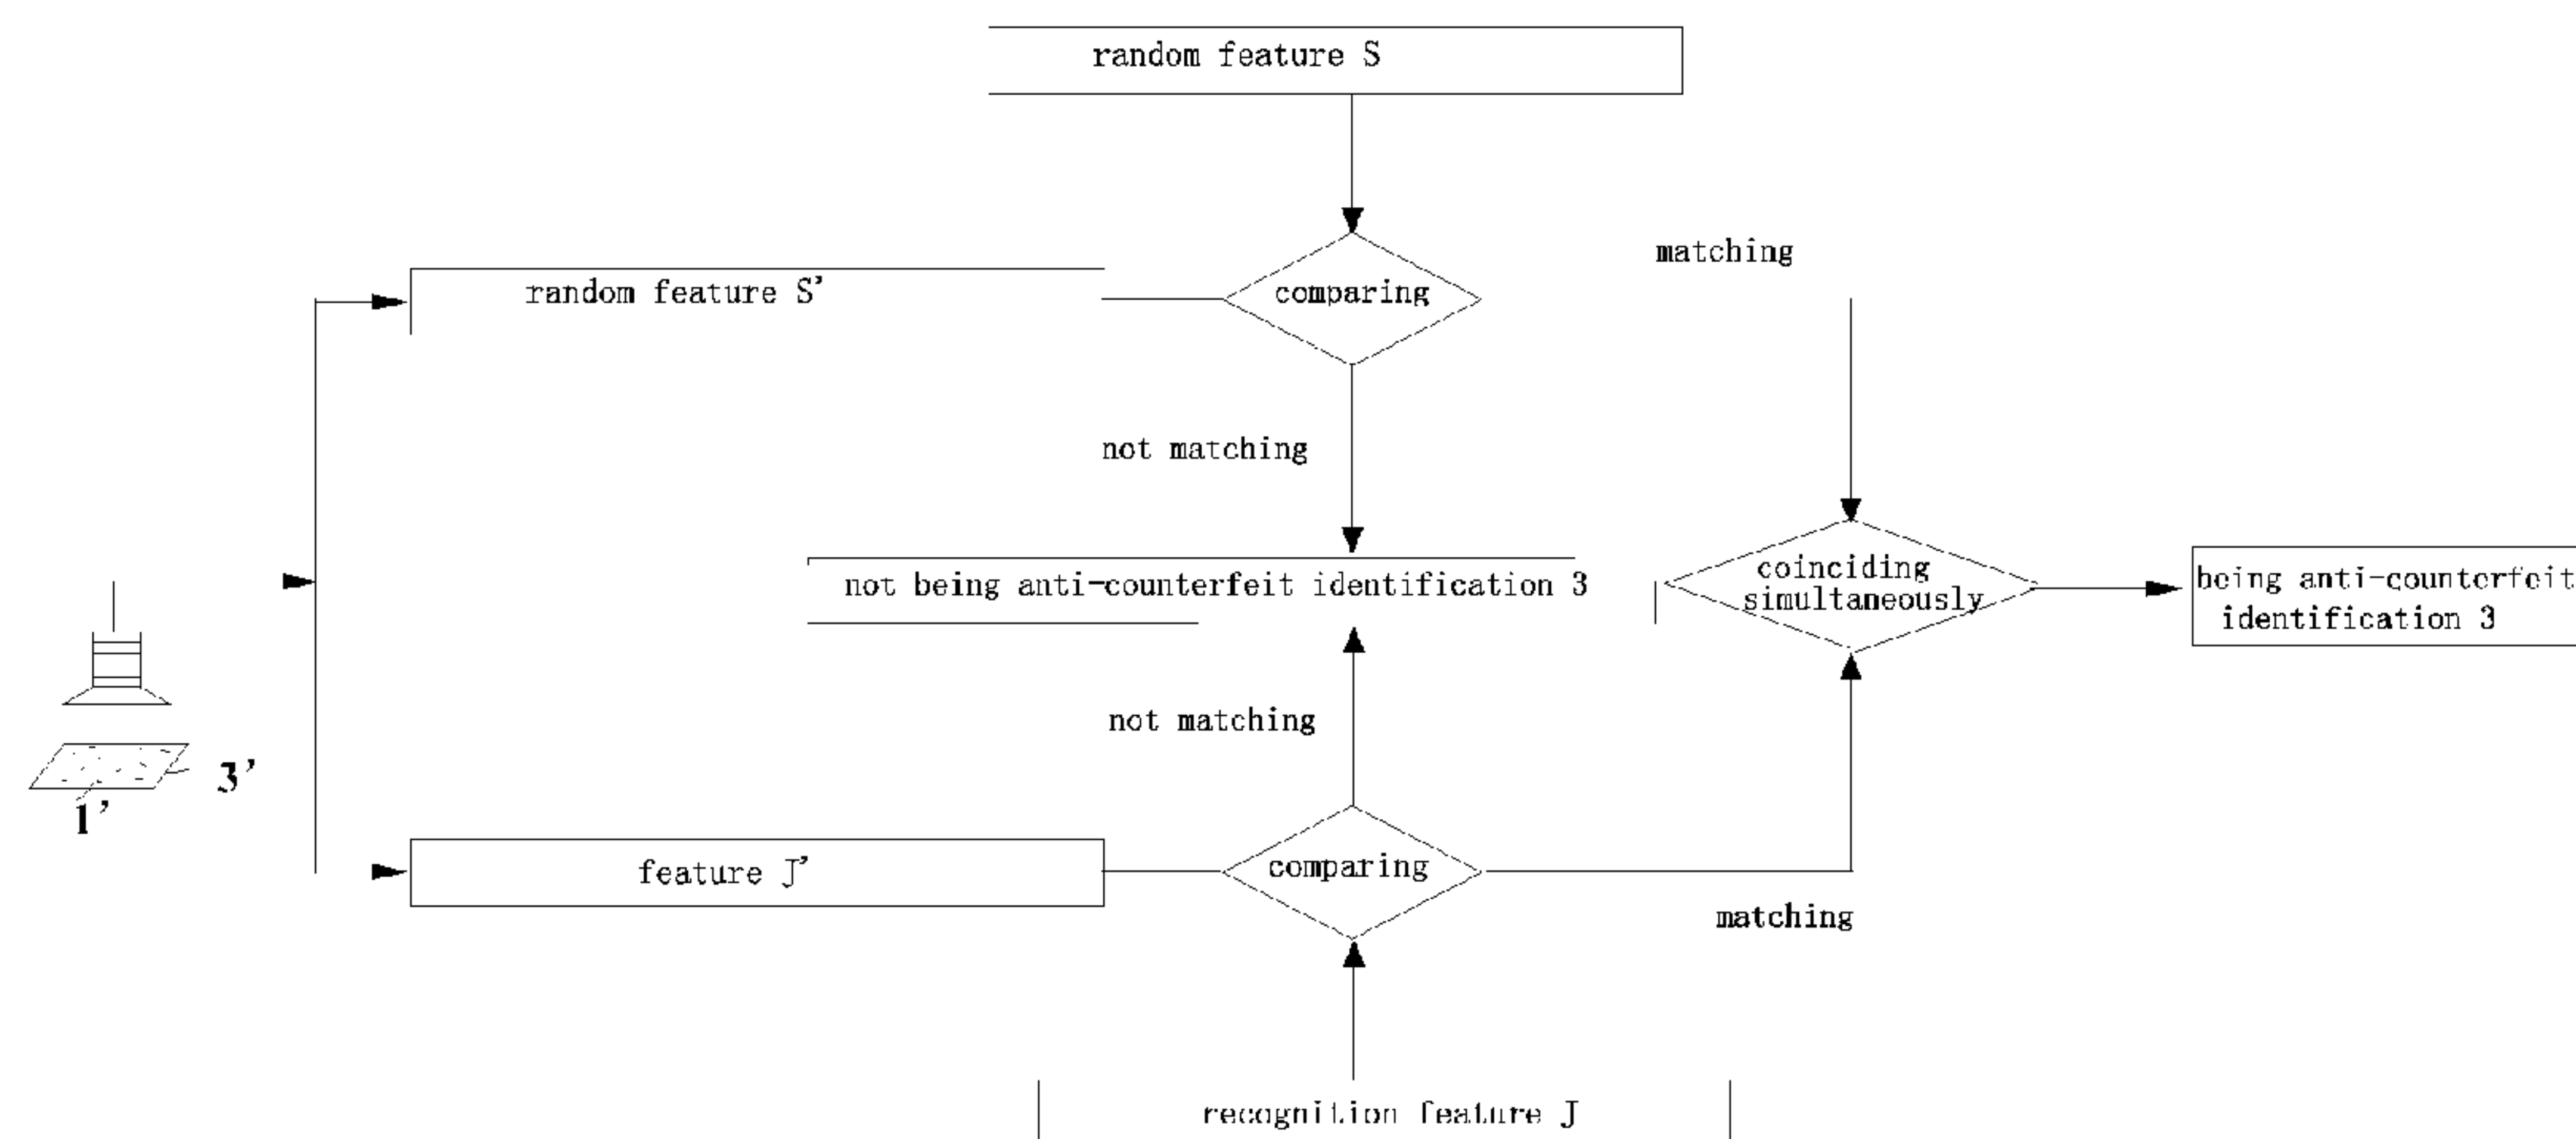 random feature S
matching
random feature S’
comparing
not matching
not being anti-counterfeit identification 3
coinciding
simultaneously
being anti-counterfeit
identification 3
not matching
3’
1’
feature J’
comparing
matching
recognition feature J